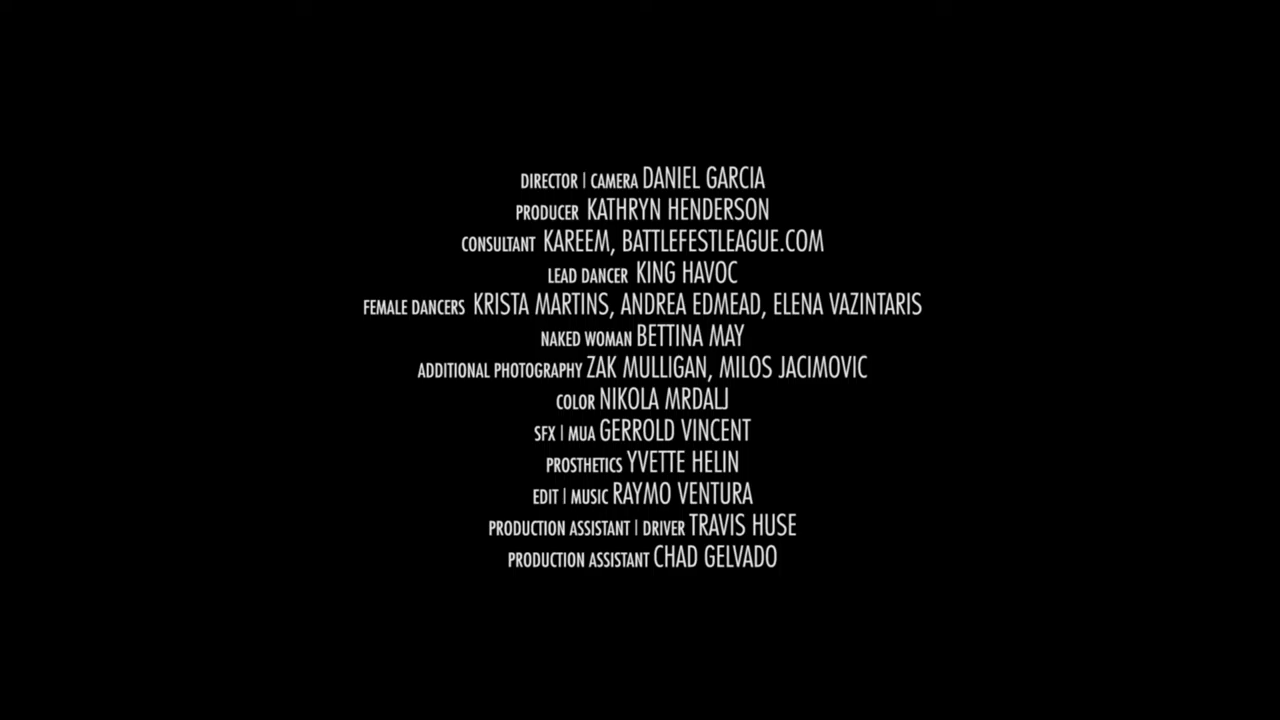 DIRECTOR | CAMERA DANIEL GARCIA
PRODUCER KATHRYN HENDERSON
CONSULTANT KAREEM, BATTLEFESTLEAGUE.COM
LEAD DANCER KING HAVOC
FEMALE DANCERS KRISTA MARTINS, ANDREA EDMEAD, ELENA VAZINTARIS
NAKED WOMAN BETTINA MAY
ADDITIONAL PHOTOGRAPHY ZAK MULLIGAN, MILOS JACIMOVIC
COLOR NIKOLA MRDALJ
SFX | MUA GERROLD VINCENT
PROSTHETICS YVETTE HELIN
EDIT | MUSIC RAYMO VENTURA
PRODUCTION ASSISTANT | DRIVER TRAVIS HUSE
PRODUCTION ASSISTANT CHAD GELVADO